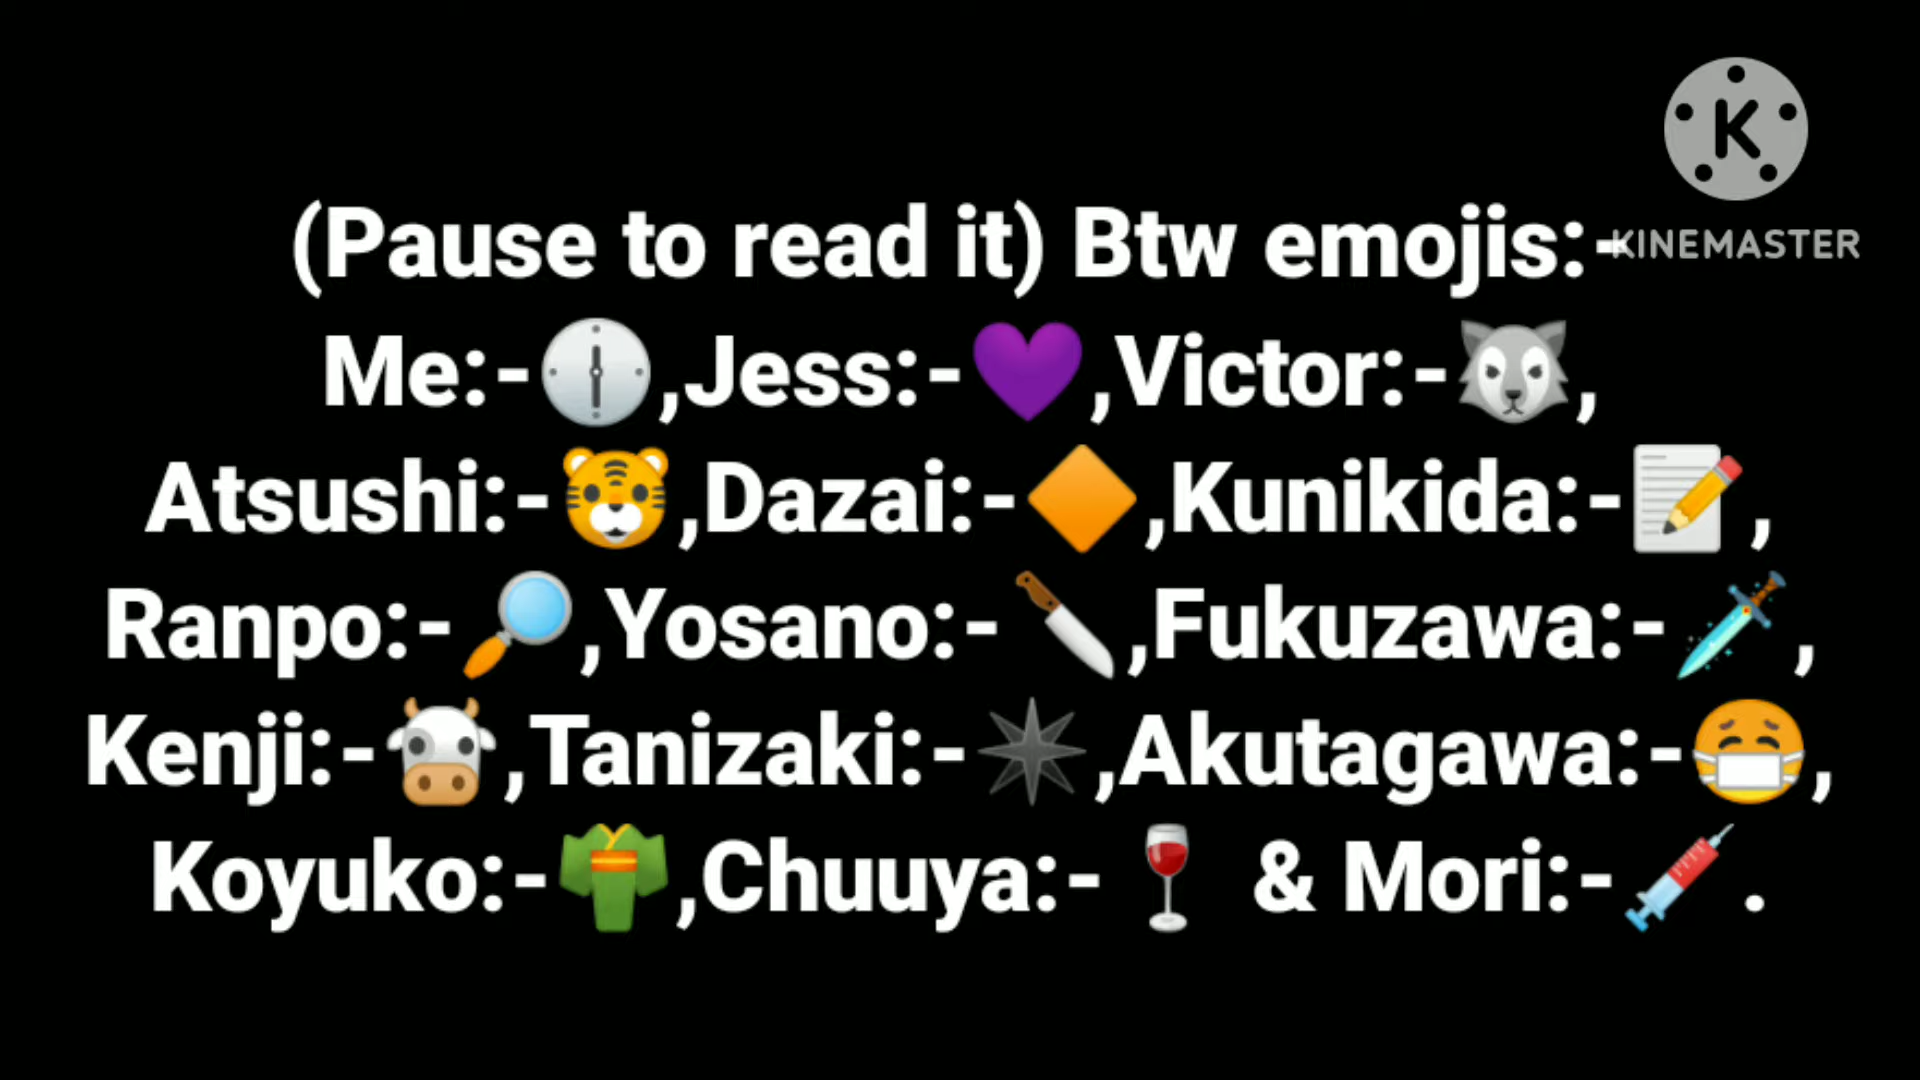 (Pause to read it) Btw emojis:-
Me:-🕕,Jess:-💜,Victor:-🐺,
Atsushi:-🐯,Dazai:-🔶,Kunikida:-📝,
Ranpo:-🔎,Yosano:-🔪,Fukuzawa:-🗡️,
Kenji:-🐮,Tanizaki:-✴️,Akutagawa:-😷,
Koyuko:-👘,Chuuya:-🍷 & Mori:-💉.
K
KINEMASTER